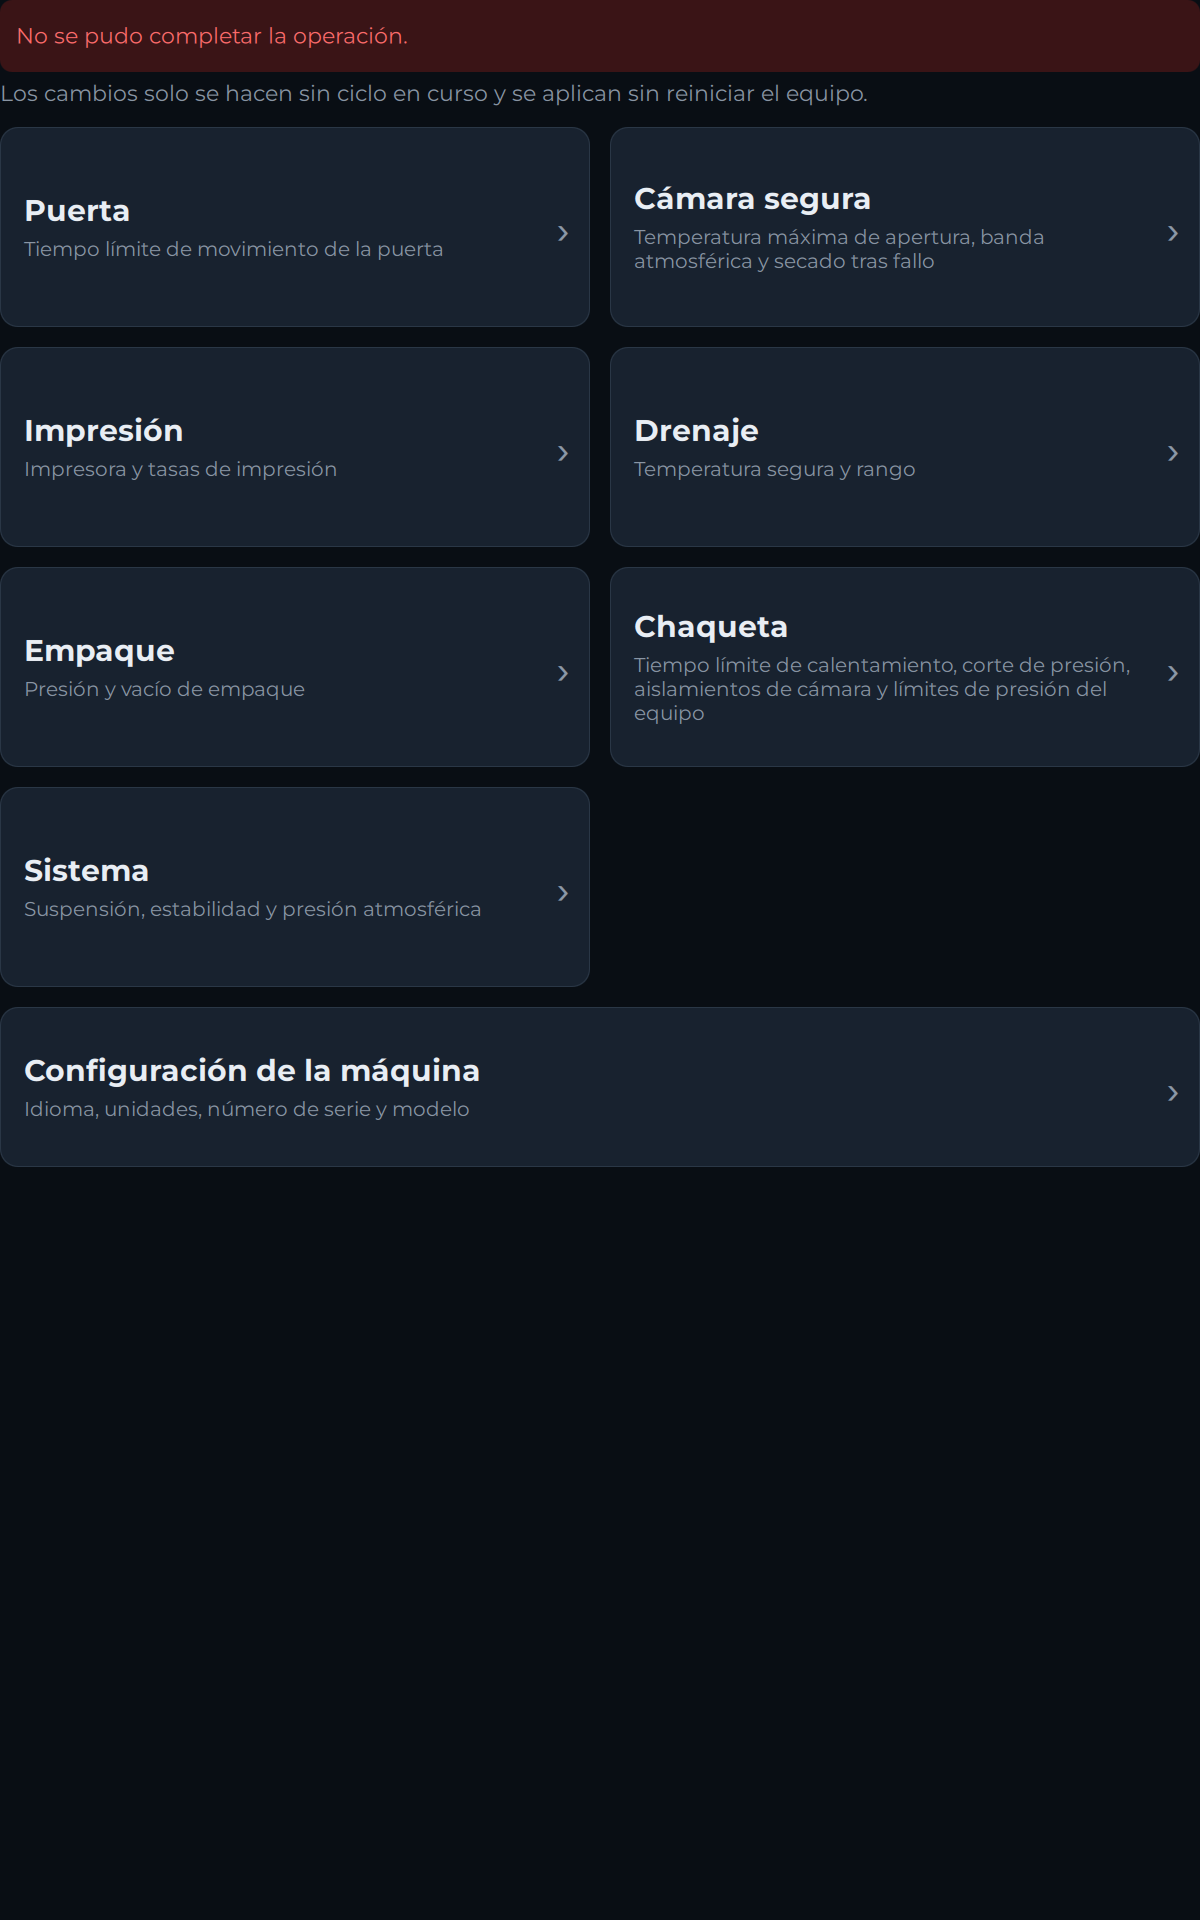 No se pudo completar la operación.
Los cambios solo se hacen sin ciclo en curso y se aplican sin reiniciar el equipo.
Puerta
Tiempo límite de movimiento de la puerta
Cámara segura
Temperatura máxima de apertura, banda
atmosférica y secado tras fallo
Impresión
Impresora y tasas de impresión
Drenaje
Temperatura segura y rango
Empaque
Presión y vacío de empaque
Chaqueta
Tiempo límite de calentamiento, corte de presión,
aislamientos de cámara y límites de presión del
equipo
Sistema
Suspensión, estabilidad y presión atmosférica
Configuración de la máquina
Idioma, unidades, número de serie y modelo